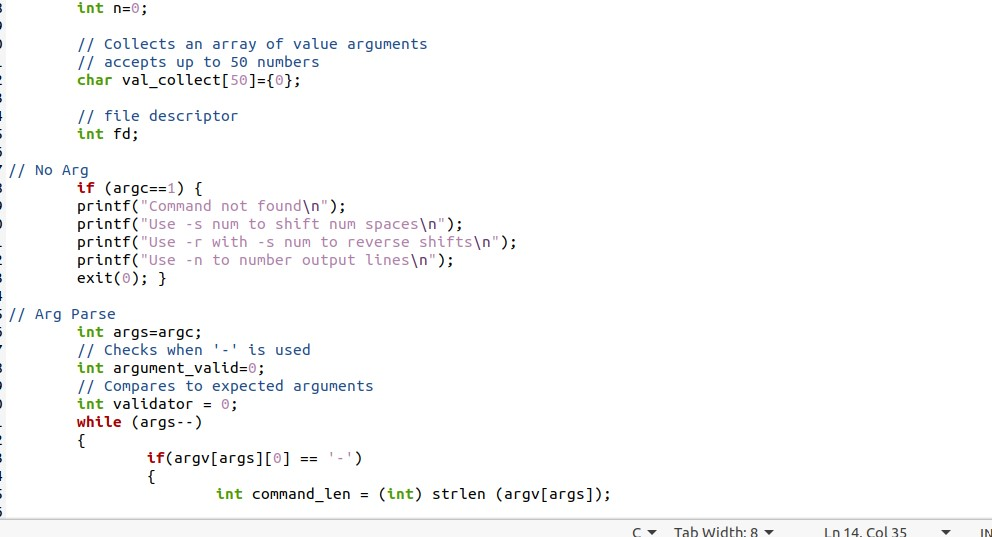 int n=0;
// Collects an array of value arguments
// accepts up to 50 numbers
char val_collect[50]={0};
// file descriptor
int fd;
// No Arg
if (argc==1) {
printf("Command not found\n");
printf("Use -s num to shift num spaces\n");
printf("Use -r with -s num to reverse shifts\n");
printf("Use -n to number output lines\n");
exit(0); }
// Arg Parse
int args=argc;
// Checks when '-' is used
int argument_valid=0;
// Compares to expected arguments
int validator = 0;
while (args--)
{
if(argv[args][0] == '-')
{
int command_len = (int) strlen (argv[args]);
C Tab Width: 8 Ln 14, Col 35 IN